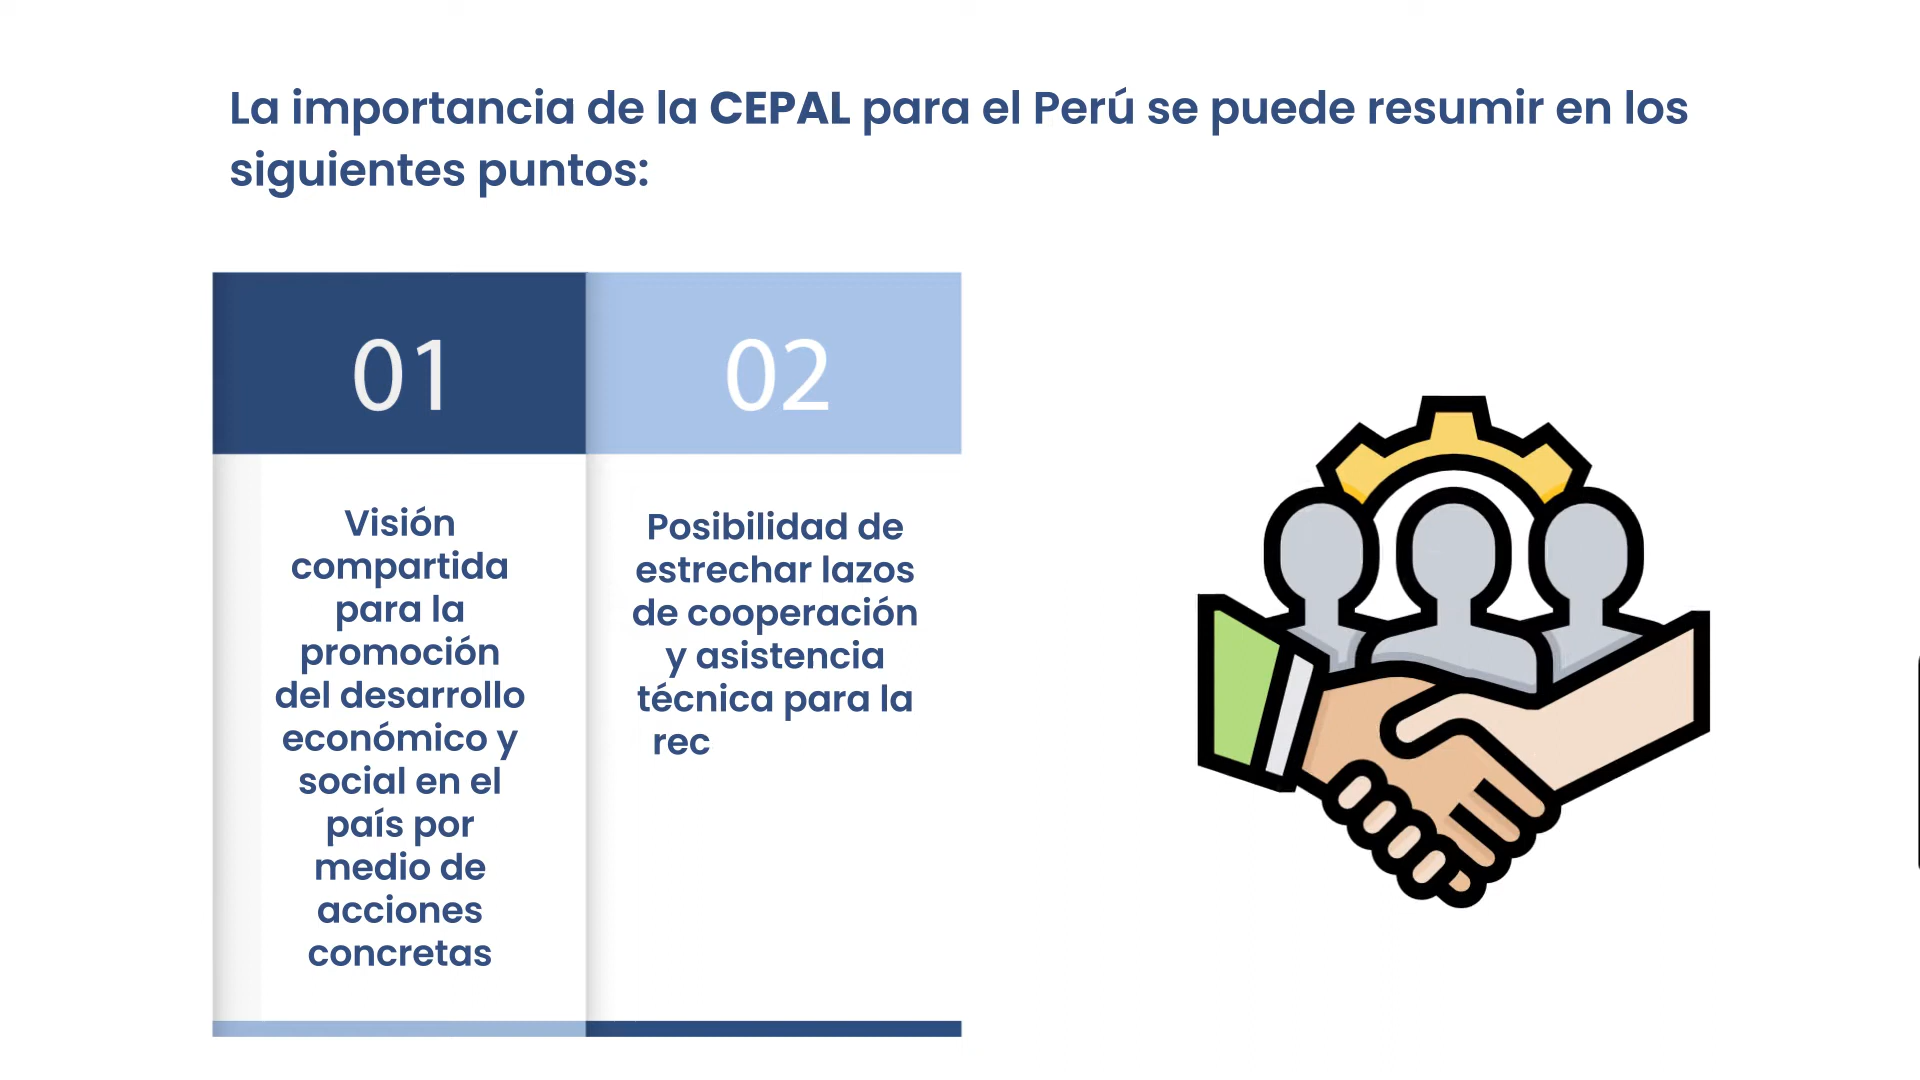 La importancia de la CEPAL para el Perú se puede resumir en los
siguientes puntos:
01
Visión
compartida
para la
promoción
del desarrollo
económico y
social en el
país por
medio de
acciones
concretas
02
Posibilidad de
estrechar lazos
de cooperación
y asistencia
técnica para la
rec